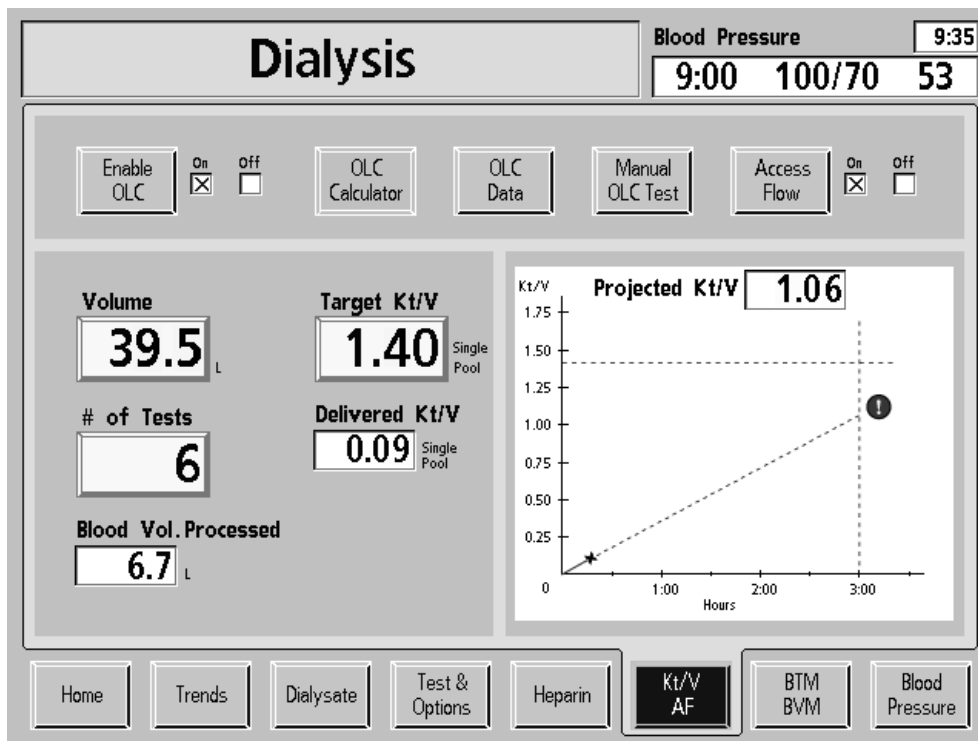 Dialysis
Blood Pressure
9:35
9:00 100/70 53
Enable
OLC
On Off
OLC
Calculator
OLC
Data
Manual
OLC Test
Access
Flow
On Off
Volume
39.5 L
Target Kt/V
1.40 Single
Pool
# of Tests
6
Delivered Kt/V
0.09 Single
Pool
Blood Vol.Processed
6.7 L
Kt/V
Projected Kt/V 1.06
1.75
1.50
1.25
1.00
0.75
0.50
0.25
0 1:00 2:00 3:00
Hours
Home
Trends
Dialysate
Test &
Options
Heparin
Kt/V
AF
BTM
BVM
Blood
Pressure